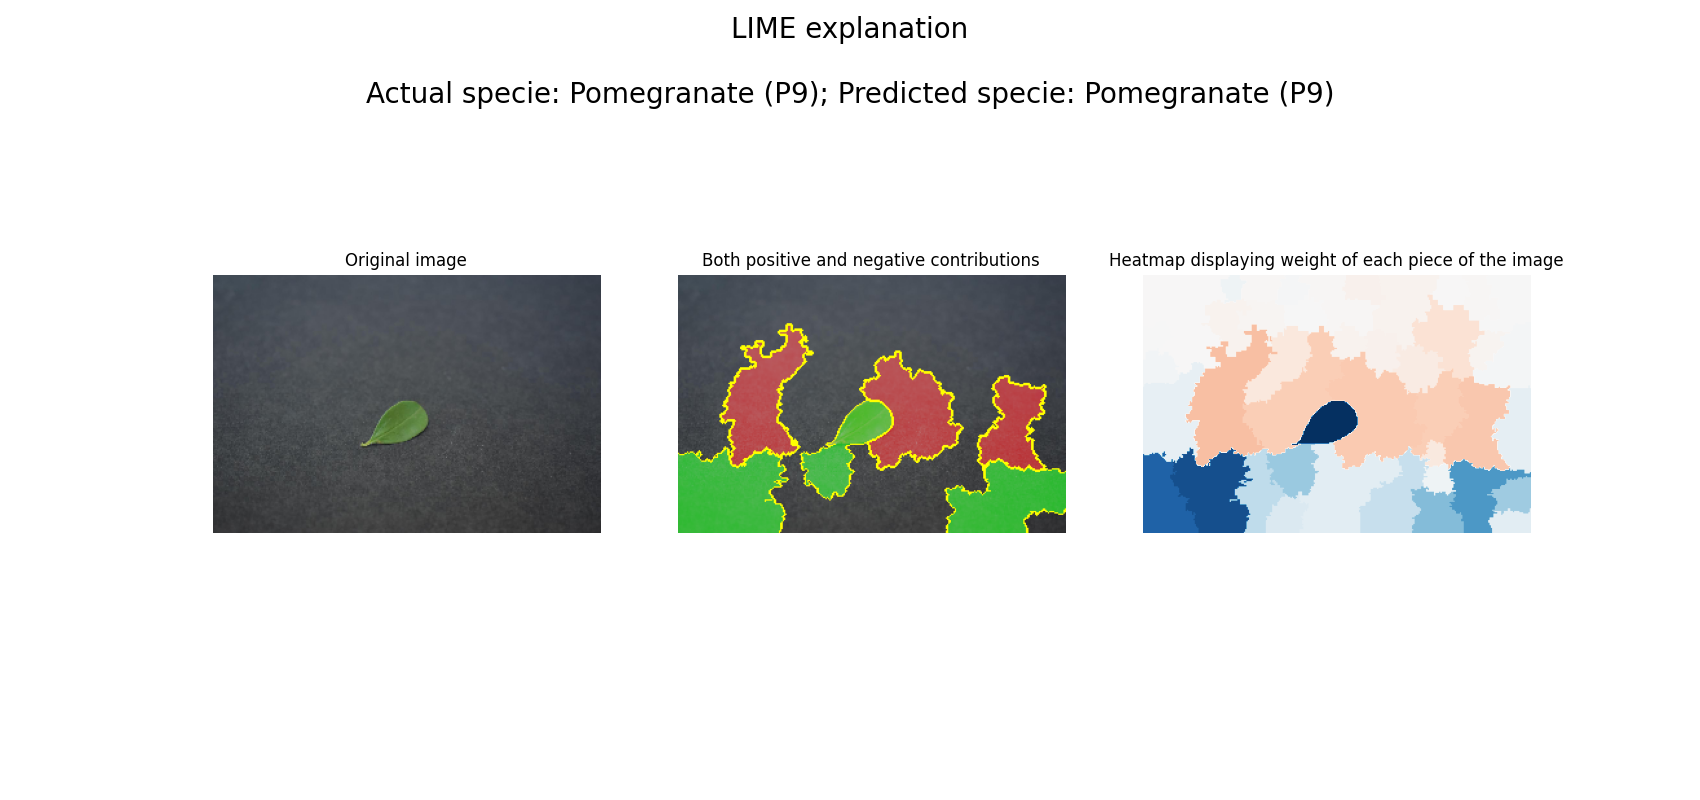 LIME explanation
Actual specie: Pomegranate (P9); Predicted specie: Pomegranate (P9)
Original image
Both positive and negative contributions
Heatmap displaying weight of each piece of the image